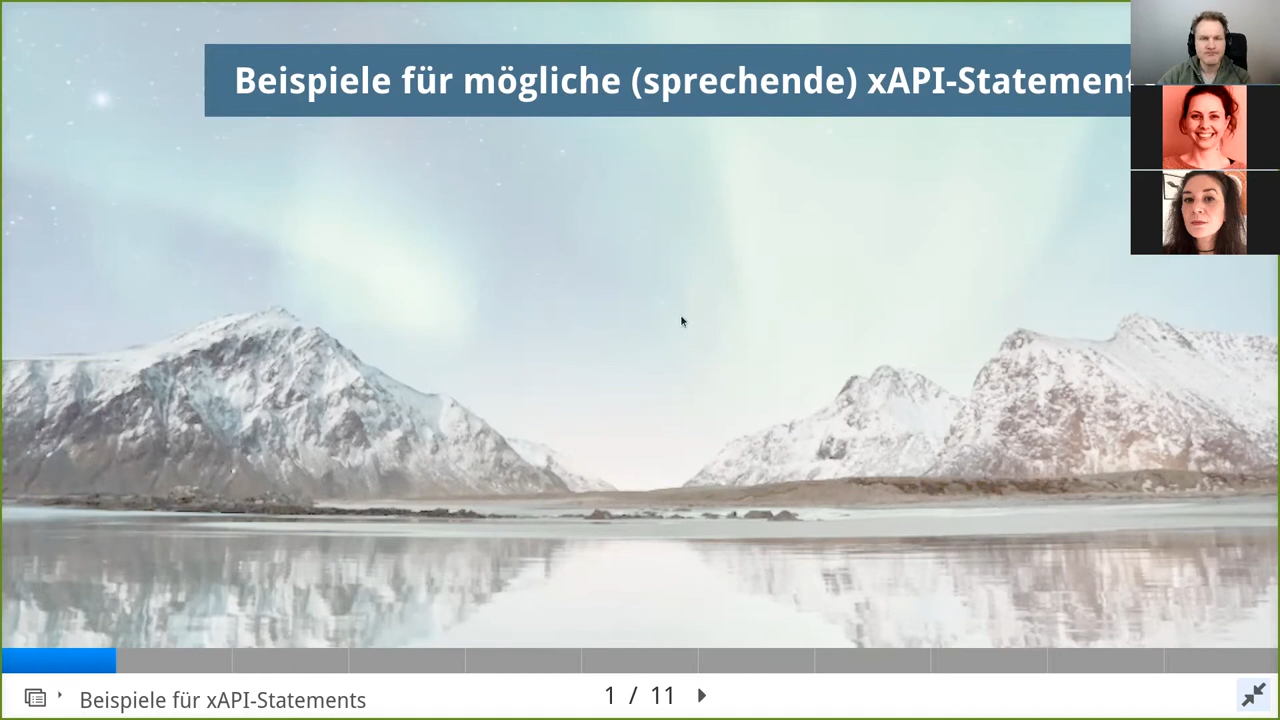 Beispiele für mögliche (sprechende) xAPI-Statement
Beispiele für xAPI-Statements
1 / 11